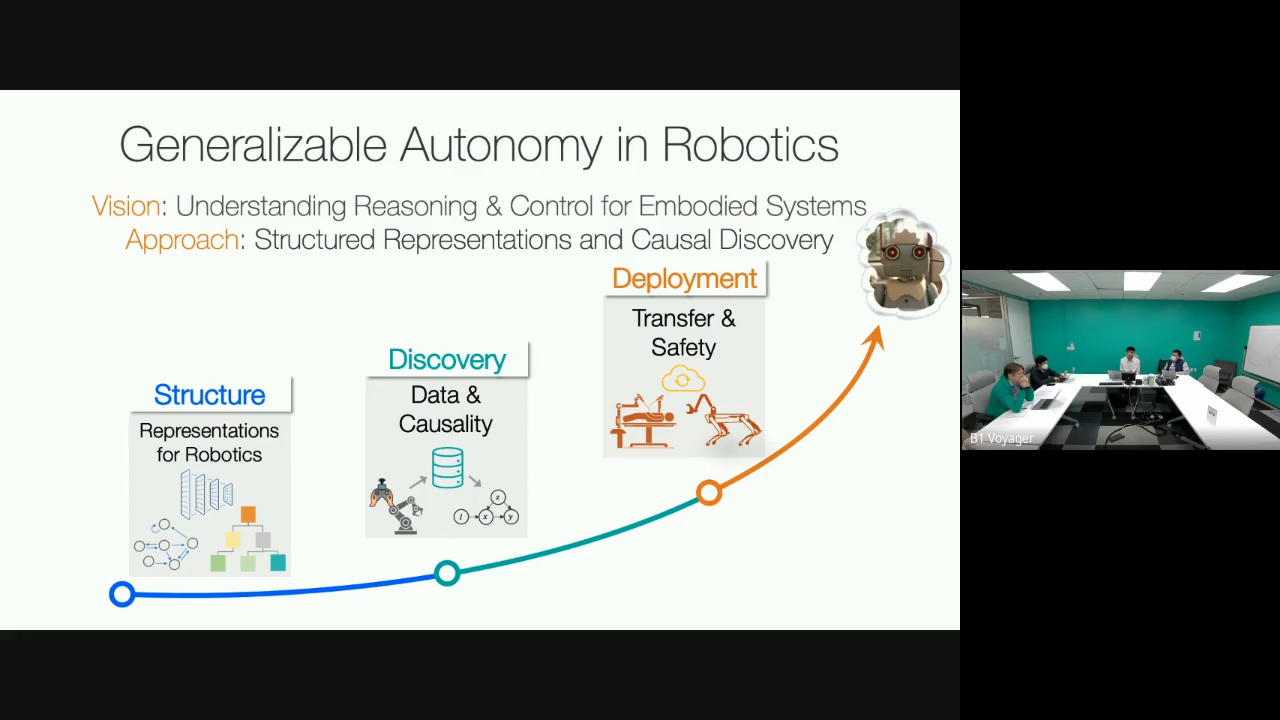 Generalizable Autonomy in Robotics
Vision: Understanding Reasoning & Control for Embodied Systems
Approach: Structured Representations and Causal Discovery
Deployment
Transfer &
Safety
Discovery
Data &
Causality
z
l x y
Structure
Representations
for Robotics
B1 Voyager